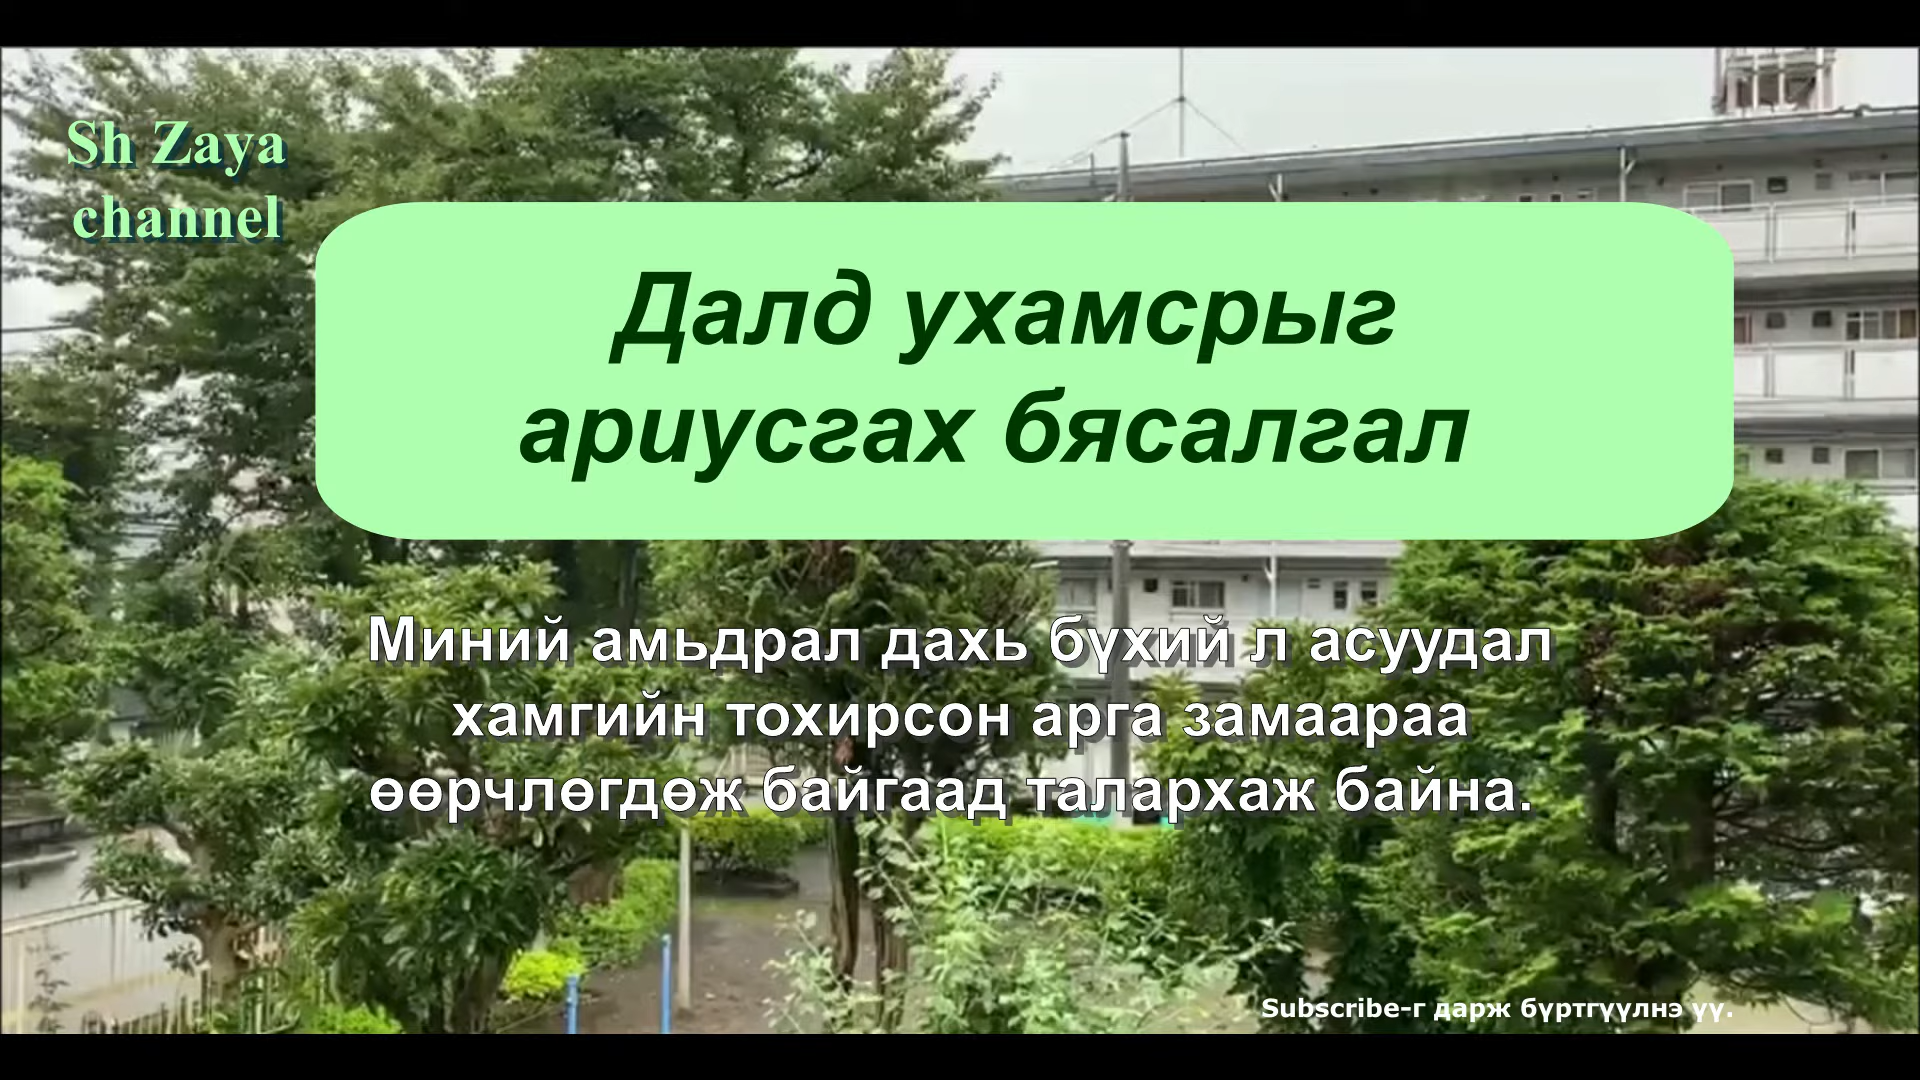 Sh Zaya
channel
Далд ухамсрыг
ариусгах бясалгал
Миний амьдрал дахь бүхий л асуудал
хамгийн тохирсон арга замаараа
өөрчлөгдөж байгаад талархаж байна.
Subscribe-г дарж бүртгүүлнэ үү.